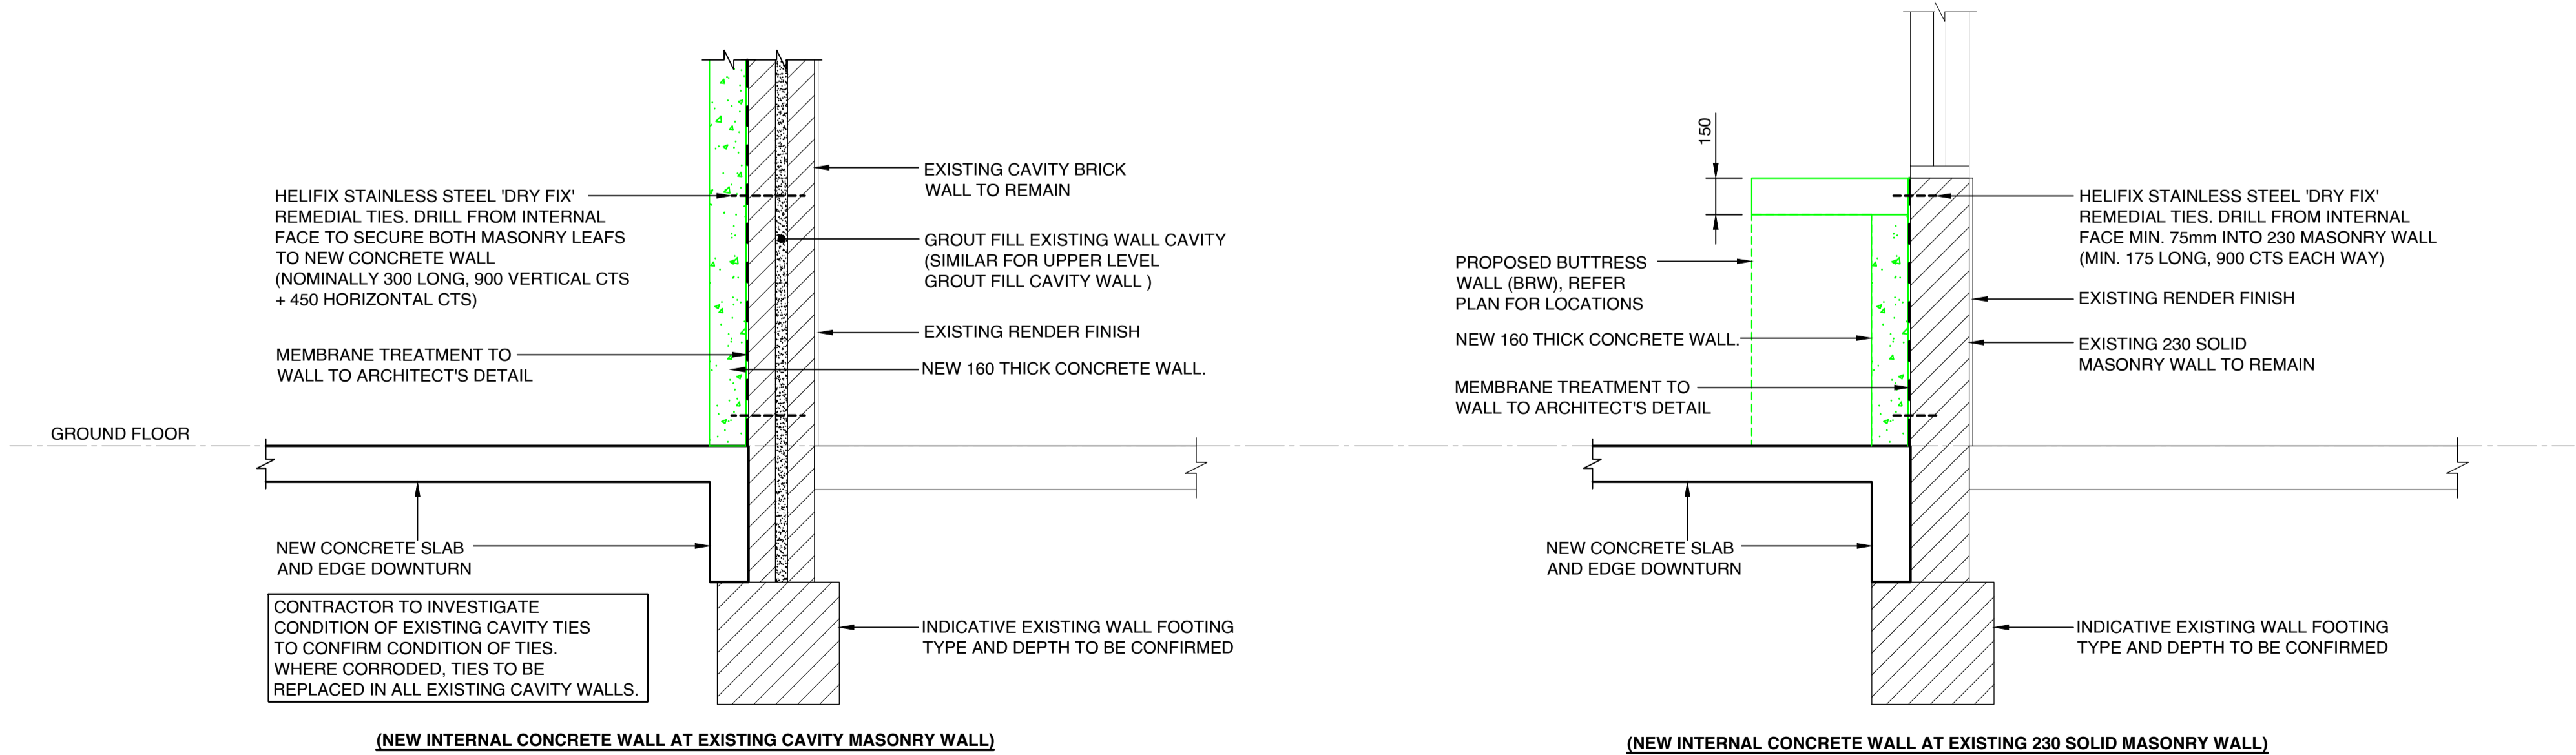 HELIFIX STAINLESS STEEL 'DRY FIX'
REMEDIAL TIES. DRILL FROM INTERNAL
FACE TO SECURE BOTH MASONRY LEAFS
TO NEW CONCRETE WALL
(NOMINALLY 300 LONG, 900 VERTICAL CTS
+ 450 HORIZONTAL CTS)
MEMBRANE TREATMENT TO
WALL TO ARCHITECT'S DETAIL
GROUND FLOOR
NEW CONCRETE SLAB
AND EDGE DOWNTURN
CONTRACTOR TO INVESTIGATE
CONDITION OF EXISTING CAVITY TIES
TO CONFIRM CONDITION OF TIES.
WHERE CORRODED, TIES TO BE
REPLACED IN ALL EXISTING CAVITY WALLS.
EXISTING CAVITY BRICK
WALL TO REMAIN
GROUT FILL EXISTING WALL CAVITY
(SIMILAR FOR UPPER LEVEL
GROUT FILL CAVITY WALL )
EXISTING RENDER FINISH
NEW 160 THICK CONCRETE WALL.
INDICATIVE EXISTING WALL FOOTING
TYPE AND DEPTH TO BE CONFIRMED
(NEW INTERNAL CONCRETE WALL AT EXISTING CAVITY MASONRY WALL)
150
PROPOSED BUTTRESS
WALL (BRW), REFER
PLAN FOR LOCATIONS
NEW 160 THICK CONCRETE WALL.
MEMBRANE TREATMENT TO
WALL TO ARCHITECT'S DETAIL
NEW CONCRETE SLAB
AND EDGE DOWNTURN
HELIFIX STAINLESS STEEL 'DRY FIX'
REMEDIAL TIES. DRILL FROM INTERNAL
FACE MIN. 75mm INTO 230 MASONRY WALL
(MIN. 175 LONG, 900 CTS EACH WAY)
EXISTING RENDER FINISH
EXISTING 230 SOLID
MASONRY WALL TO REMAIN
INDICATIVE EXISTING WALL FOOTING
TYPE AND DEPTH TO BE CONFIRMED
(NEW INTERNAL CONCRETE WALL AT EXISTING 230 SOLID MASONRY WALL)